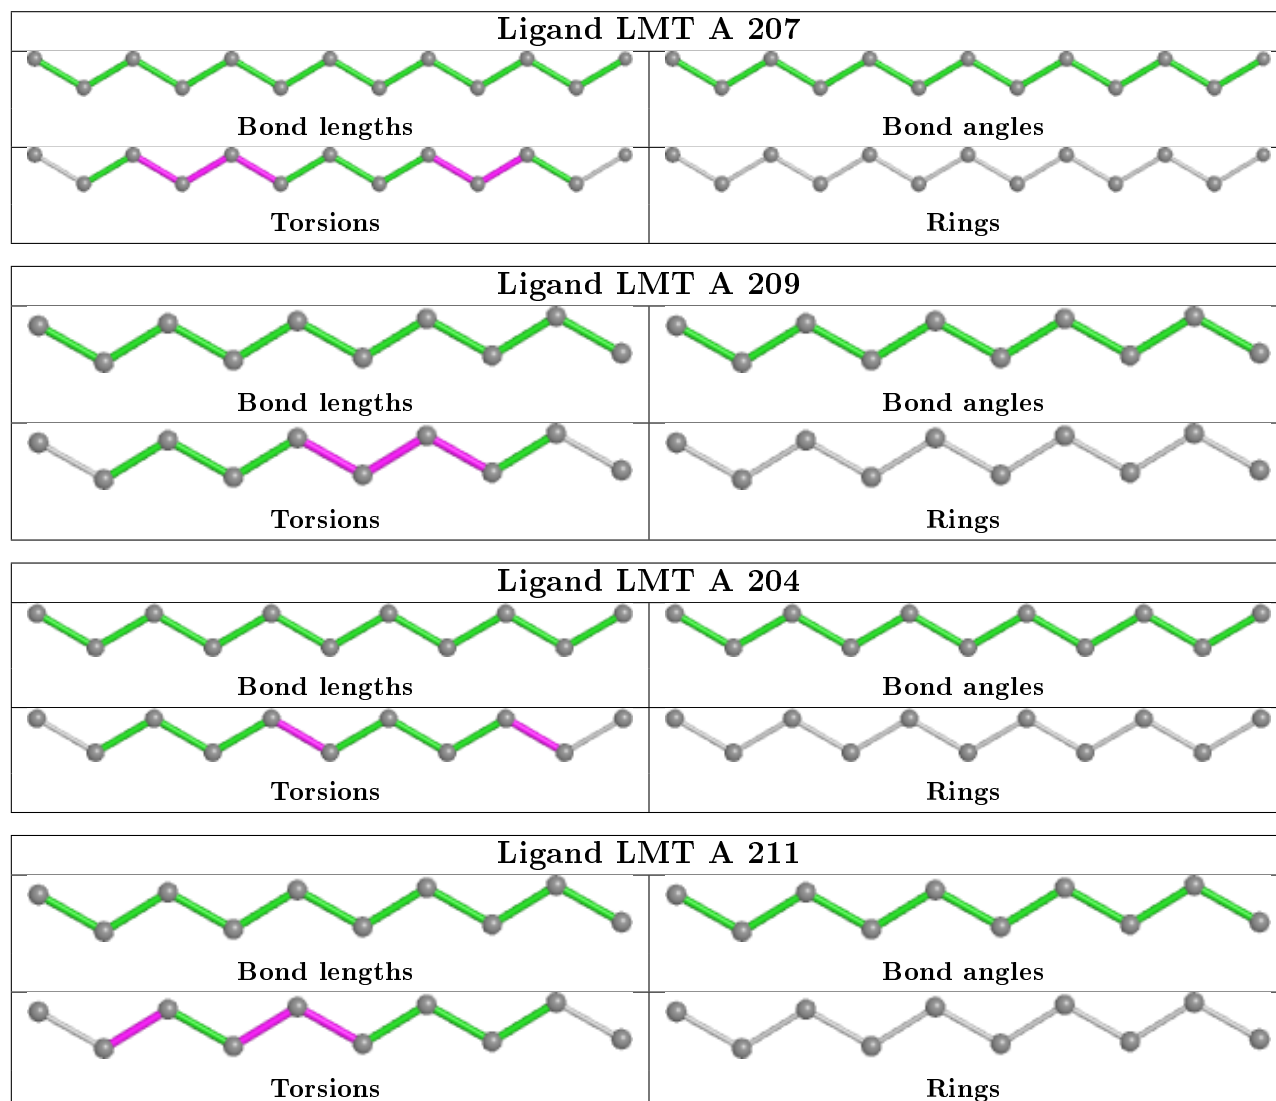 Ligand LMT A 207
Bond lengths Bond angles
Torsions Rings
Ligand LMT A 209
Bond lengths Bond angles
Torsions Rings
Ligand LMT A 204
Bond lengths Bond angles
Torsions Rings
Ligand LMT A 211
Bond lengths Bond angles
Torsions Rings